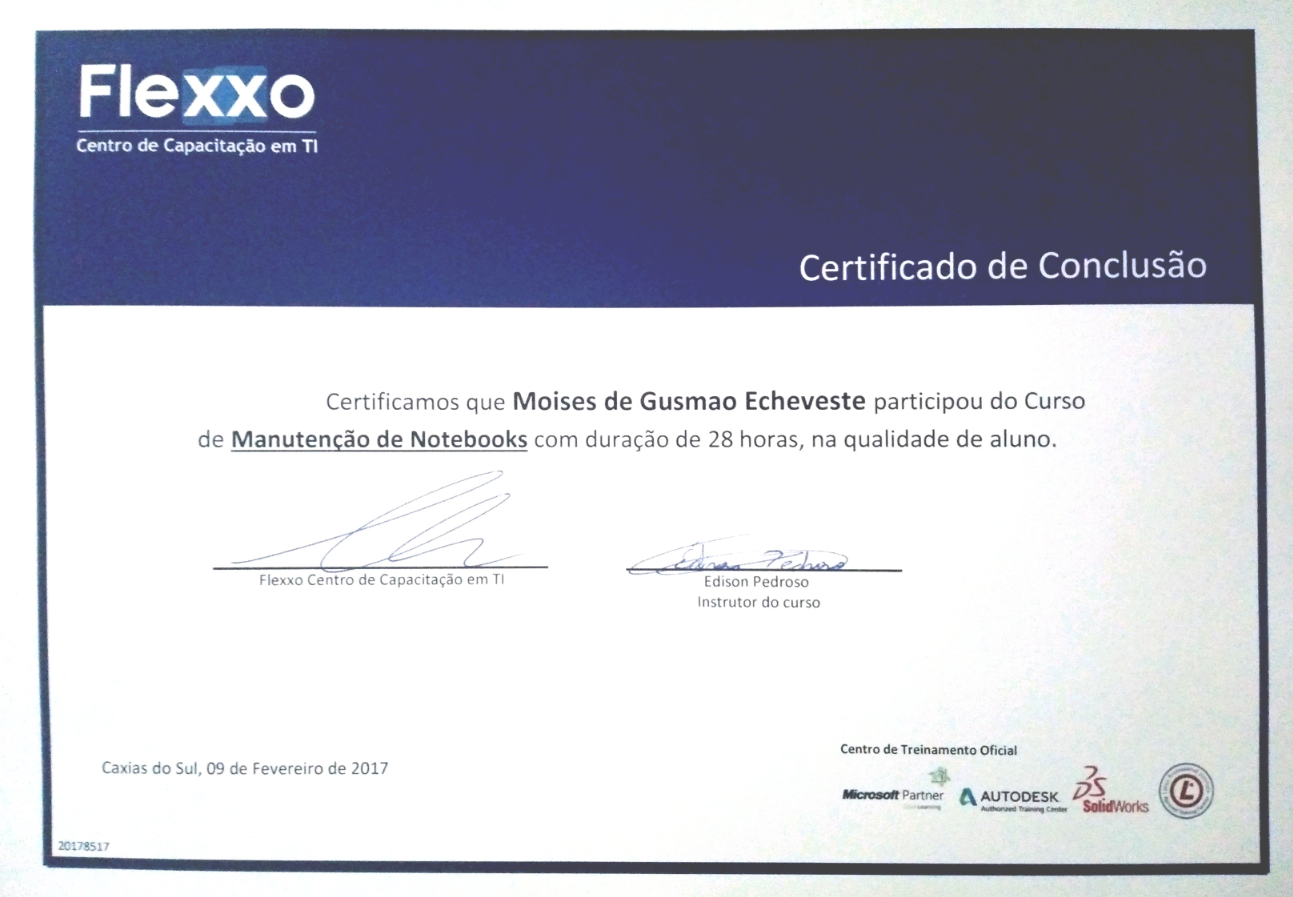 Flexxo
Centro de Capacitação em TI
Certificado de Conclusão
Certificamos que Moises de Gusmao Echeveste participou do Curso
de Manutenção de Notebooks com duração de 28 horas, na qualidade de aluno.
Flexxo Centro de Capacitação em TI
Edison Pedroso
Edison Pedroso
Instrutor do curso
Centro de Treinamento Oficial
Caxias do Sul, 09 de Fevereiro de 2017
Microsoft Partner
Learning
AUTODESK
Authorized Training Center
SolidWorks
20178517